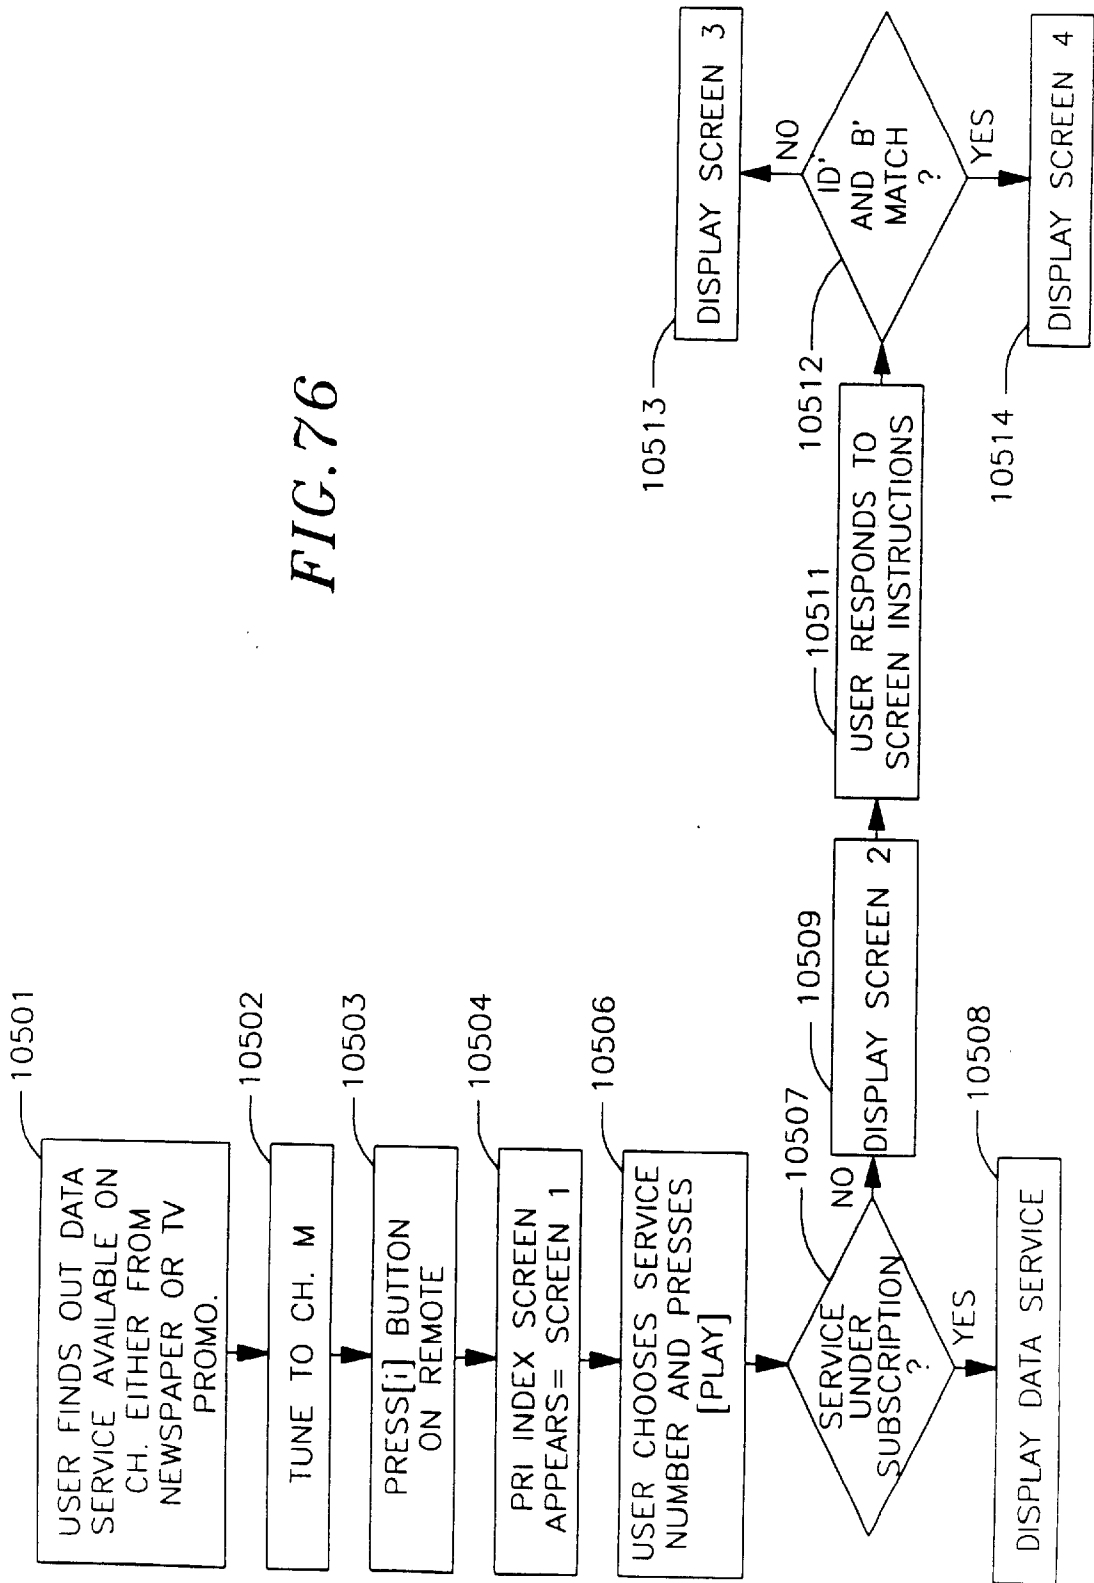 FIG.76
10501
USER FINDS OUT DATA
SERVICE AVAILABLE ON
CH. EITHER FROM
NEWSPAPER OR TV
PROMO.
10502
TUNE TO CH. M
10503
PRESS[i] BUTTON
ON REMOTE
10504
PRI INDEX SCREEN
APPEARS= SCREEN 1
10506
USER CHOOSES SERVICE
NUMBER AND PRESSES
[PLAY]
10507
SERVICE
UNDER
SUBSCRIPTION
?
NO
YES
10508
DISPLAY DATA SERVICE
10509
DISPLAY SCREEN 2
10511
USER RESPONDS TO
SCREEN INSTRUCTIONS
10512
ID'
AND B'
MATCH
?
NO
YES
10513
DISPLAY SCREEN 3
10514
DISPLAY SCREEN 4